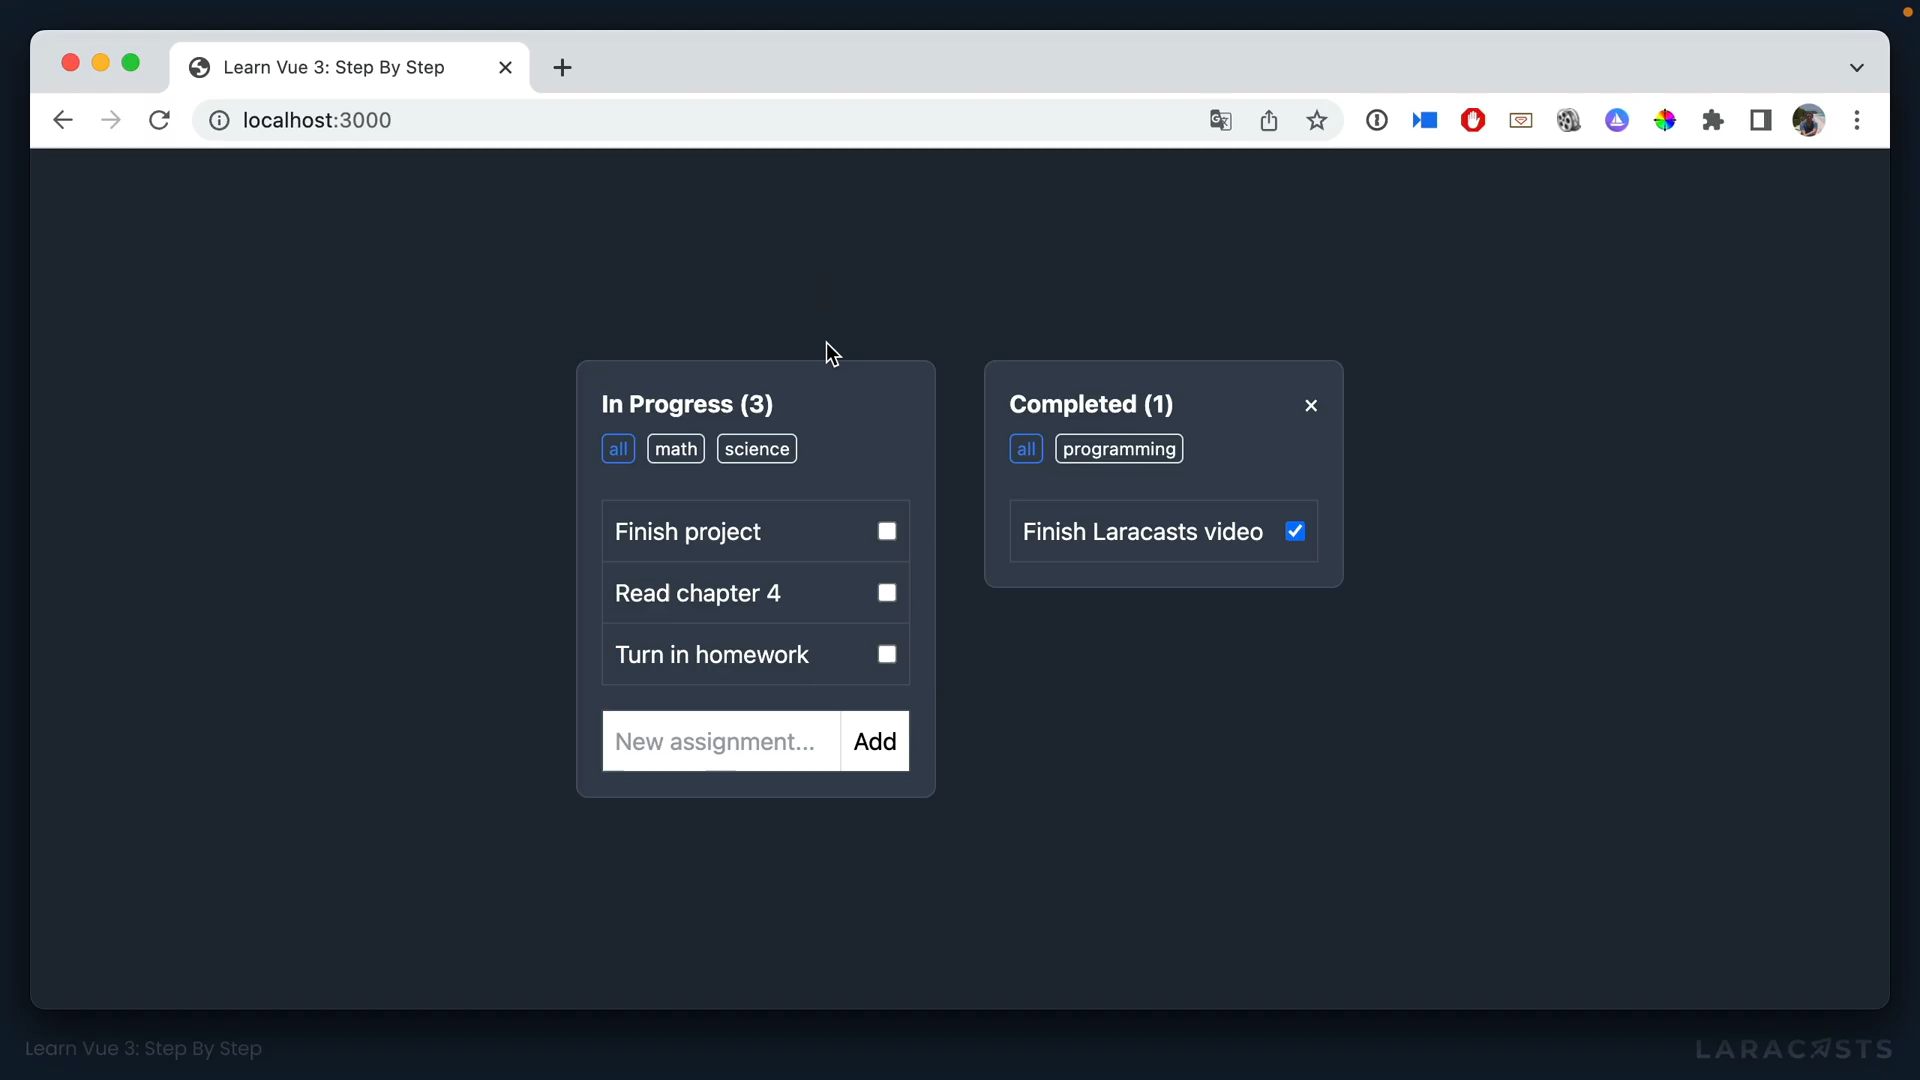 Learn Vue 3: Step By Step
localhost:3000
In Progress (3)
all math science
Finish project
Read chapter 4
Turn in homework
New assignment... Add
Completed (1)
×
all programming
Finish Laracasts video
Learn Vue 3: Step By Step
LARACASTS